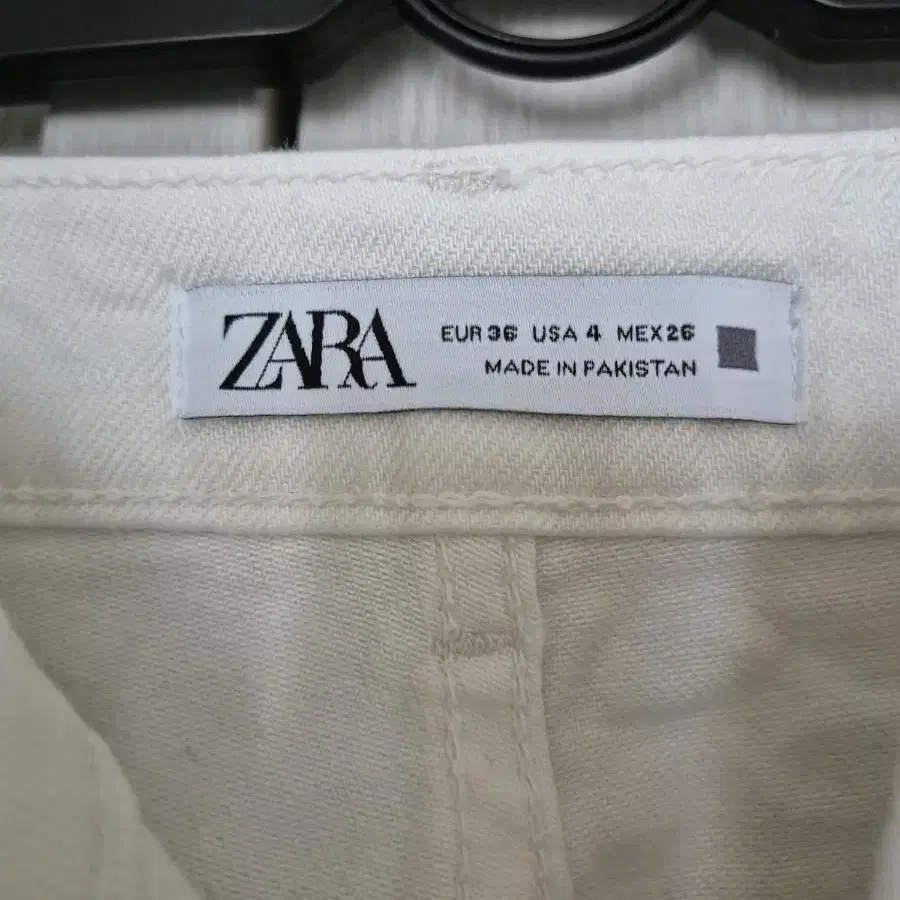 ZARA
EUR 36 USA 4 MEX 26
MADE IN PAKISTAN